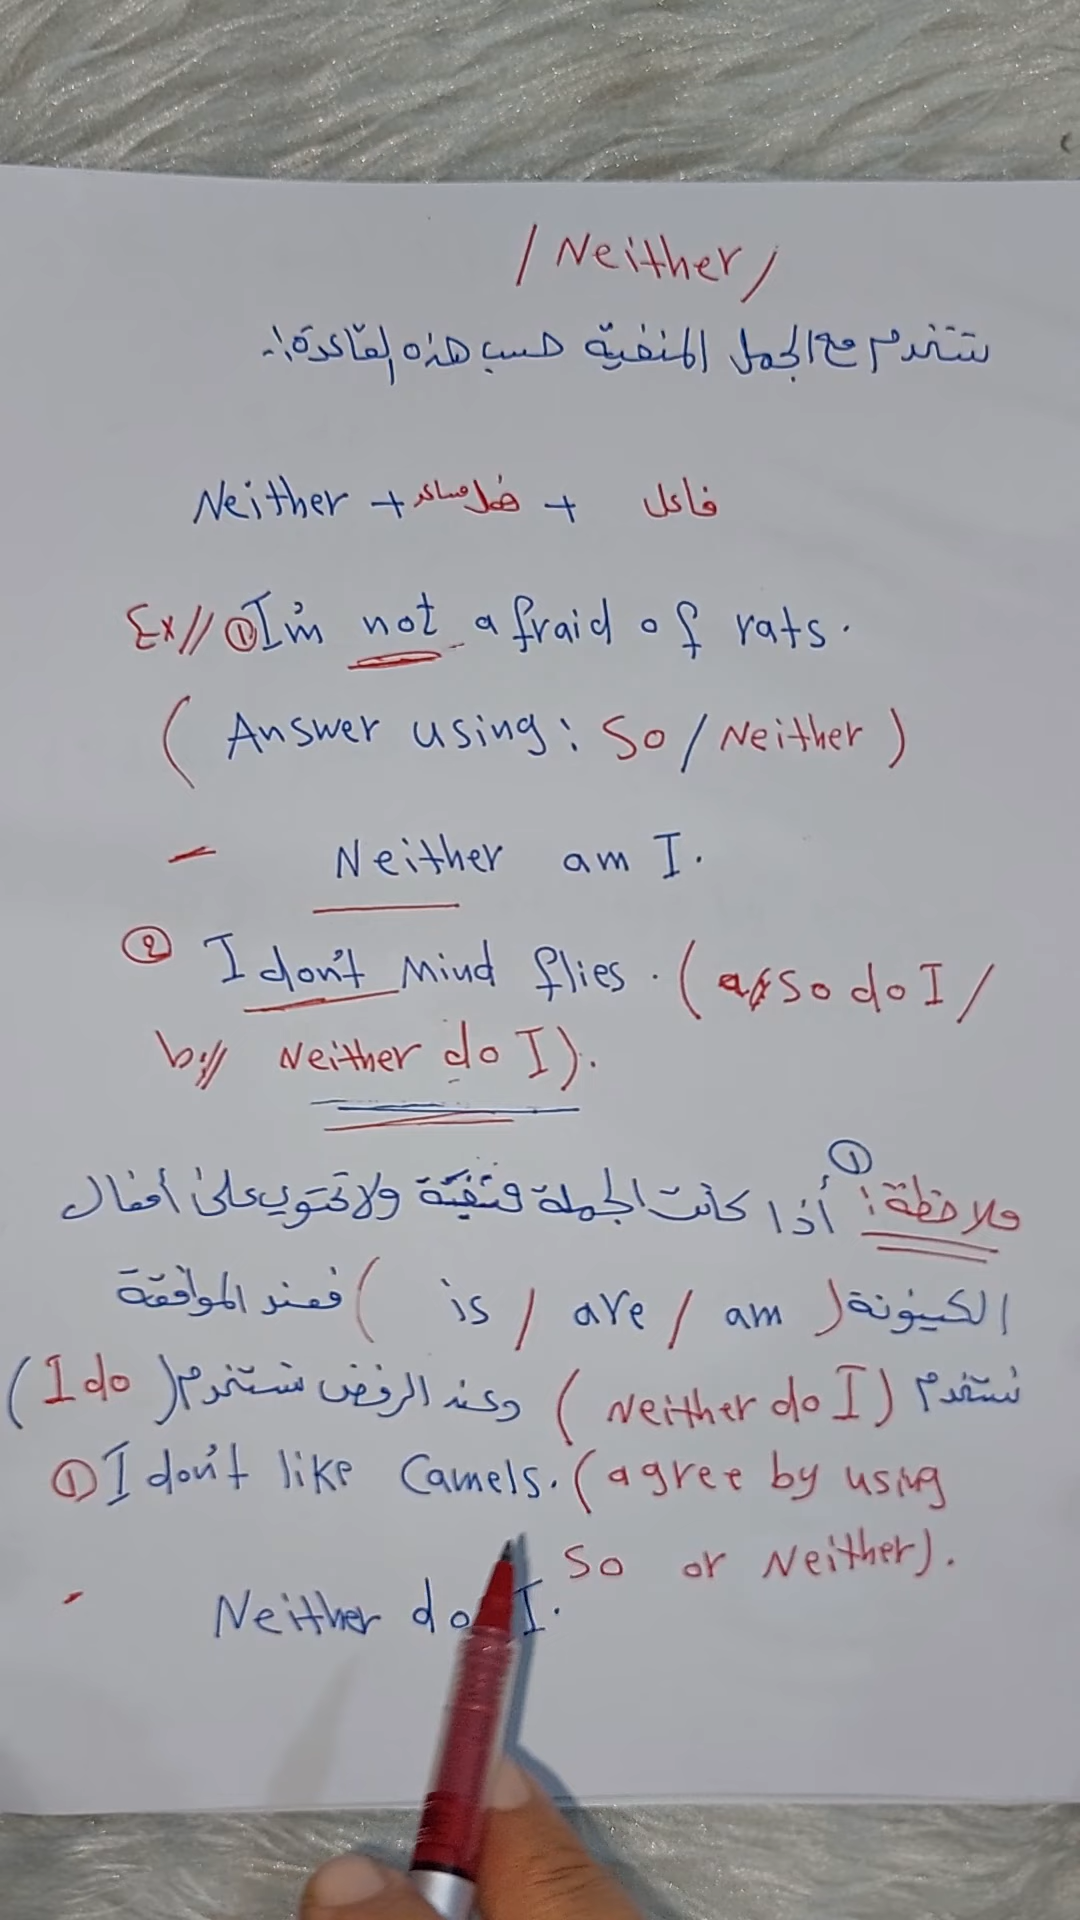 /Neither/
تستخدم مع الجمل المنفية حسب هذه القاعدة:-
Neither + فعل مساعد + فاعل
Ex// ① I'm not afraid of rats.
( Answer using: So / Neither )
- Neither am I.
② I don't Mind flies. ( a// So do I /
b// Neither do I ).
ملاحظة: ① أذا كانت الجملة منفية ولا تحتوي على أفعال
الكينونة ( is / are / am ) فعند الموافقة
نستخدم ( Neither do I ) وعند الرفض نستخدم ( I do )
① I don't like Camels. ( agree by using
So or Neither ).
- Neither do I.